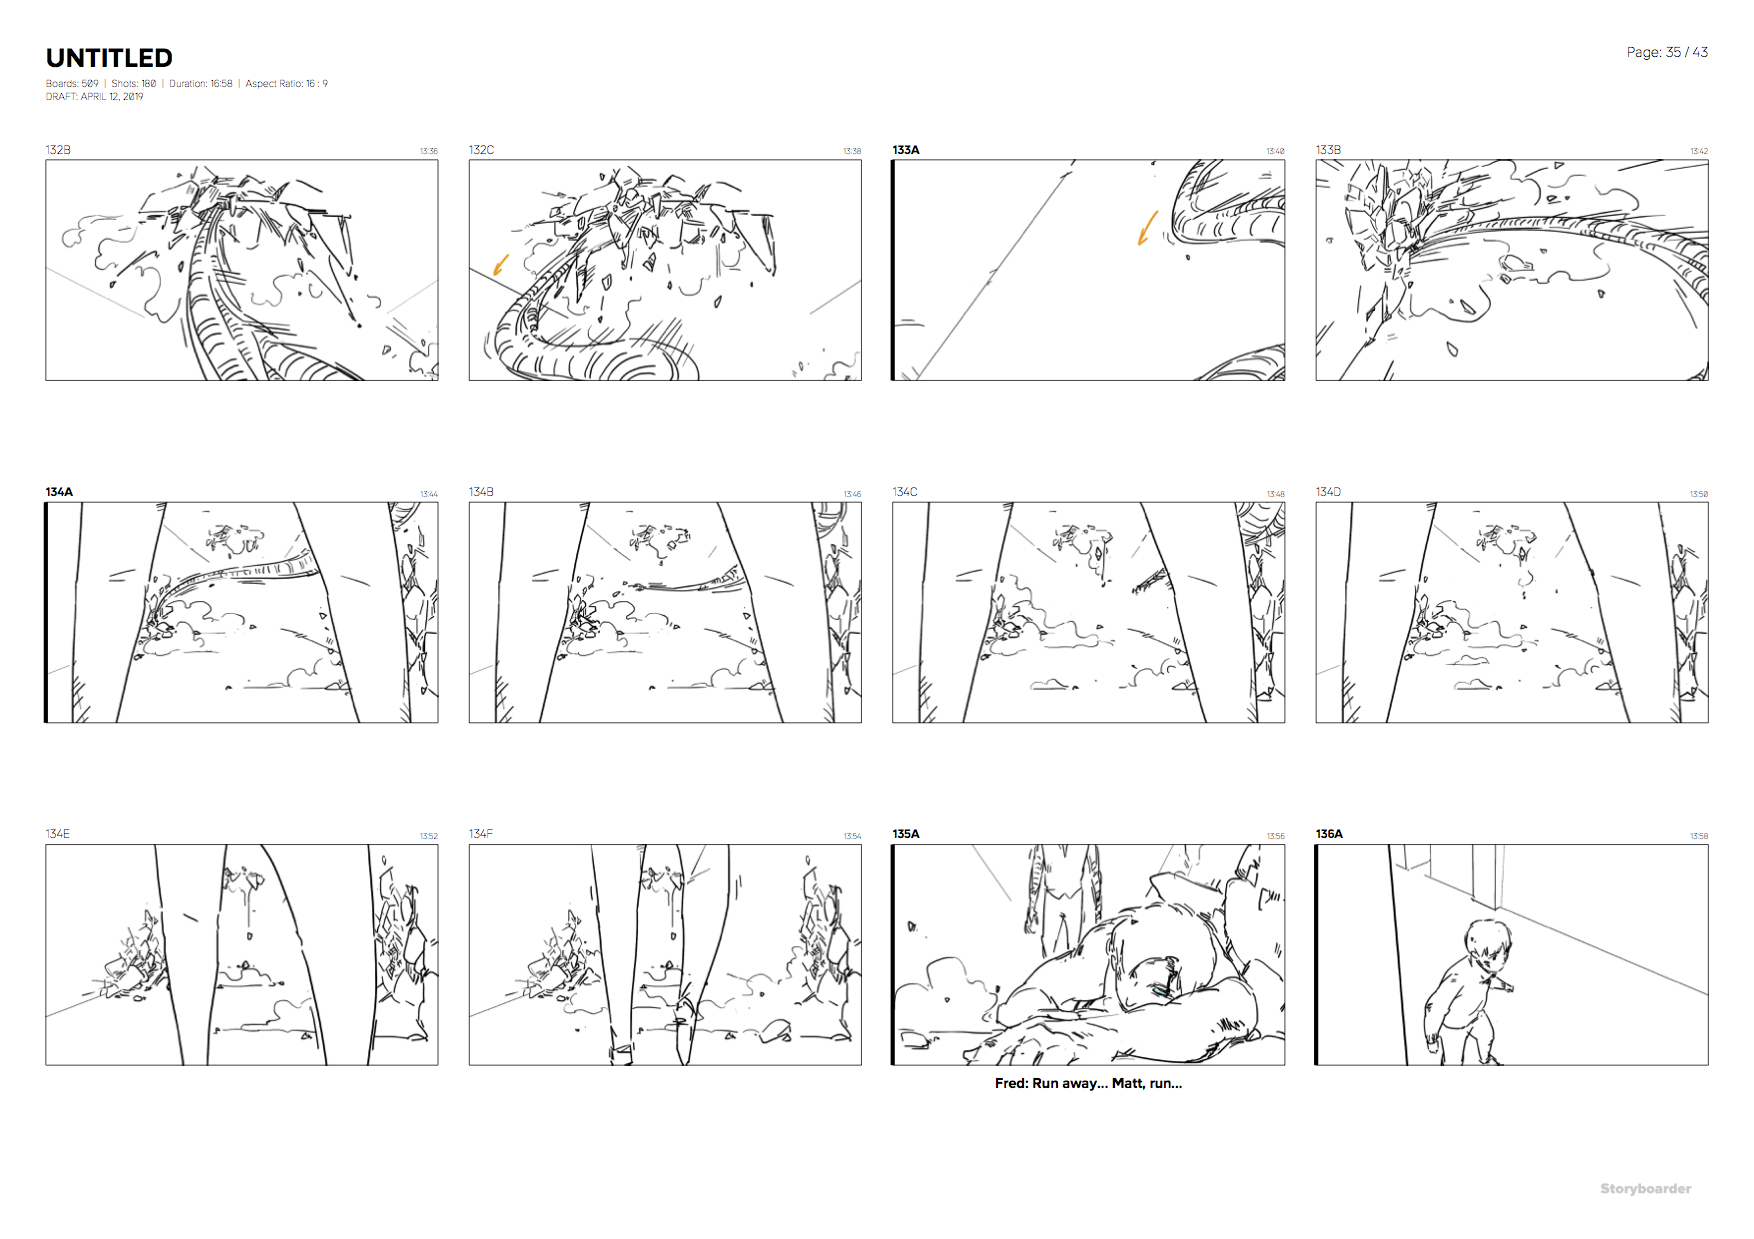 UNTITLED
Page: 35 / 43
Boards: 509 | Shots: 180 | Duration: 16:58 | Aspect Ratio: 16 : 9
DRAFT: APRIL 12, 2019
132B 13:36
132C 13:38
133A 13:40
133B 13:42
134A 13:44
134B 13:46
134C 13:48
134D 13:50
134E 13:52
134F 13:54
135A 13:56
136A 13:58
Fred: Run away... Matt, run...
Storyboarder